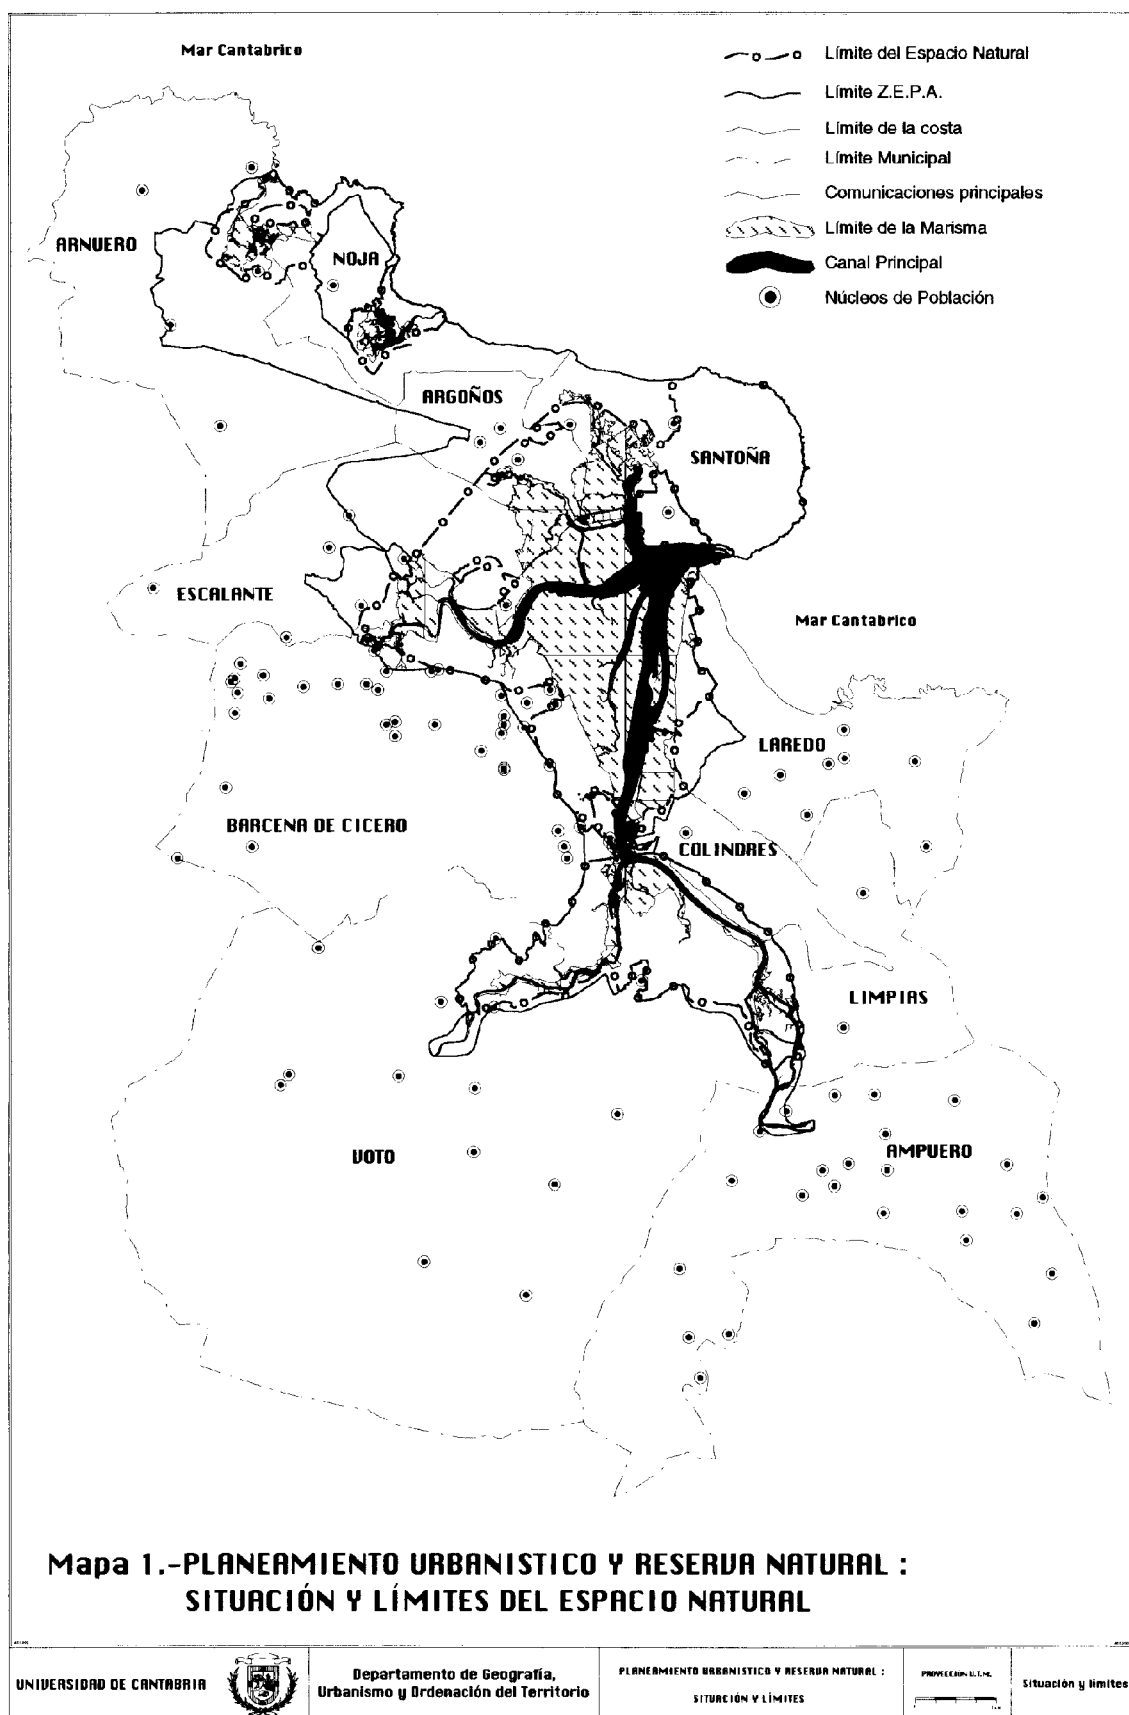 Mar Cantabrico
Límite del Espacio Natural
Límite Z.E.P.A.
Límite de la costa
Límite Municipal
Comunicaciones principales
Límite de la Marisma
Canal Principal
Núcleos de Población
ARNUERO
NOJA
ARGOÑOS
SANTOÑA
ESCALANTE
Mar Cantabrico
LAREDO
BARCENA DE CICERO
COLINDRES
LIMPIAS
VOTO
AMPUERO
Mapa 1.-PLANEAMIENTO URBANISTICO Y RESERVA NATURAL :
SITUACIÓN Y LÍMITES DEL ESPACIO NATURAL
UNIVERSIDAD DE CANTABRIA
Departamento de Geografía,
Urbanismo y Ordenación del Territorio
PLANEAMIENTO URBANISTICO Y RESERVA NATURAL :
SITUACIÓN Y LÍMITES
PROYECCION U.T.M.
Situación y límites